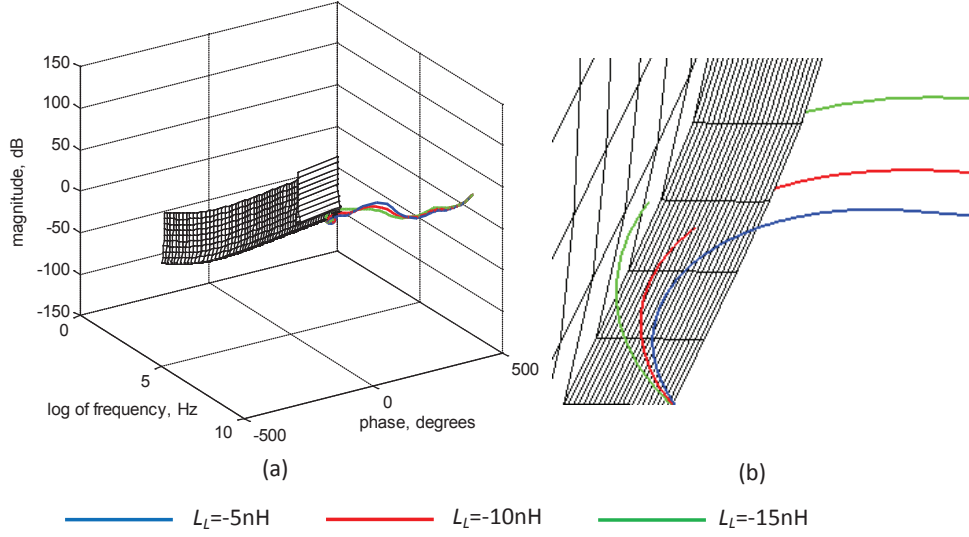 150
100
50
0
-50
-100
-150
magnitude, dB
0
5
10
log of frequency, Hz
-500
0
500
phase, degrees
(a)
(b)
L_L=-5nH
L_L=-10nH
L_L=-15nH